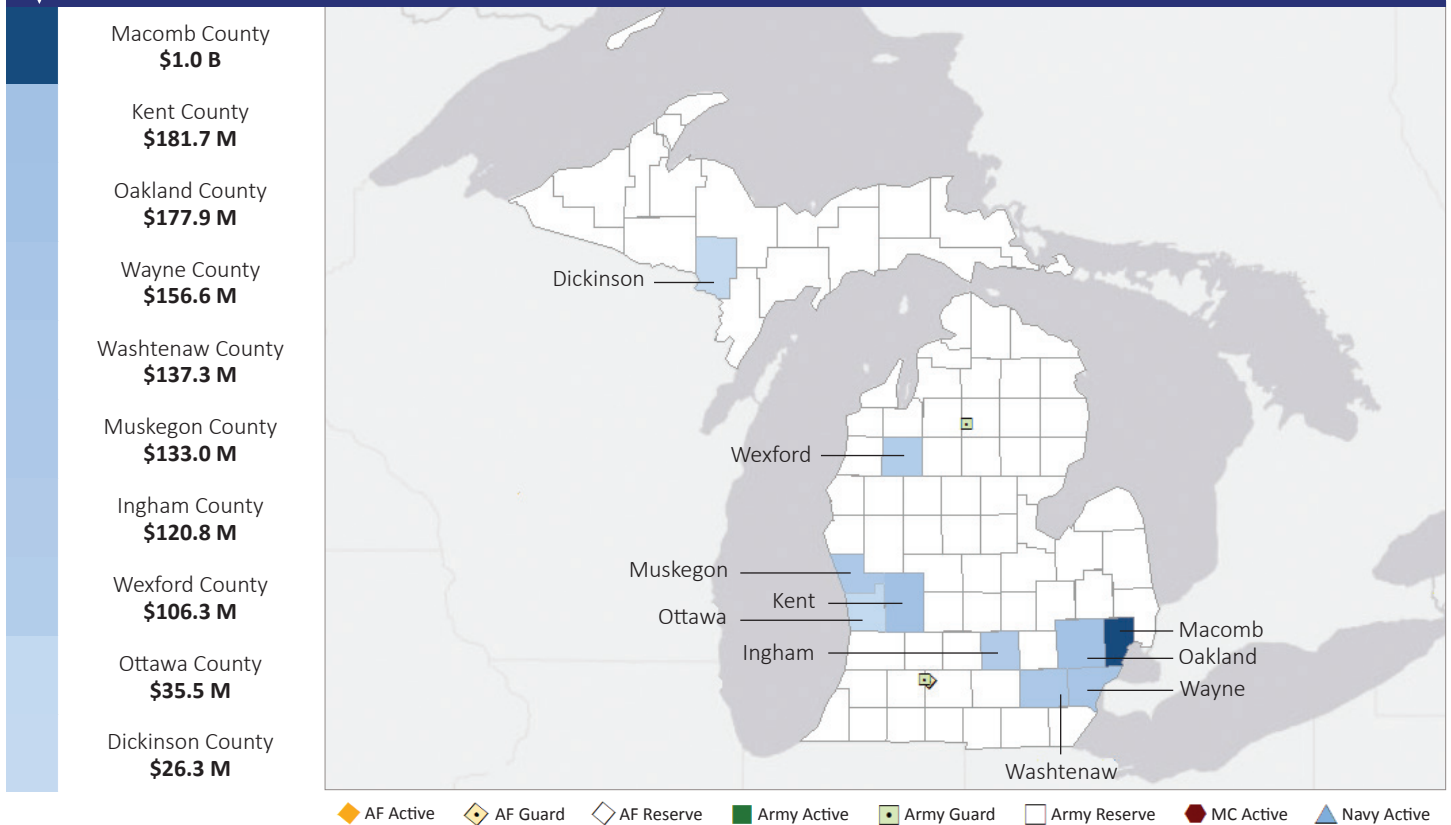 Macomb County
$1.0 B
Kent County
$181.7 M
Oakland County
$177.9 M
Wayne County
$156.6 M
Washtenaw County
$137.3 M
Muskegon County
$133.0 M
Ingham County
$120.8 M
Wexford County
$106.3 M
Ottawa County
$35.5 M
Dickinson County
$26.3 M
Dickinson
Wexford
Muskegon
Kent
Ottawa
Ingham
Macomb
Oakland
Wayne
Washtenaw
AF Active
AF Guard
AF Reserve
Army Active
Army Guard
Army Reserve
MC Active
Navy Active